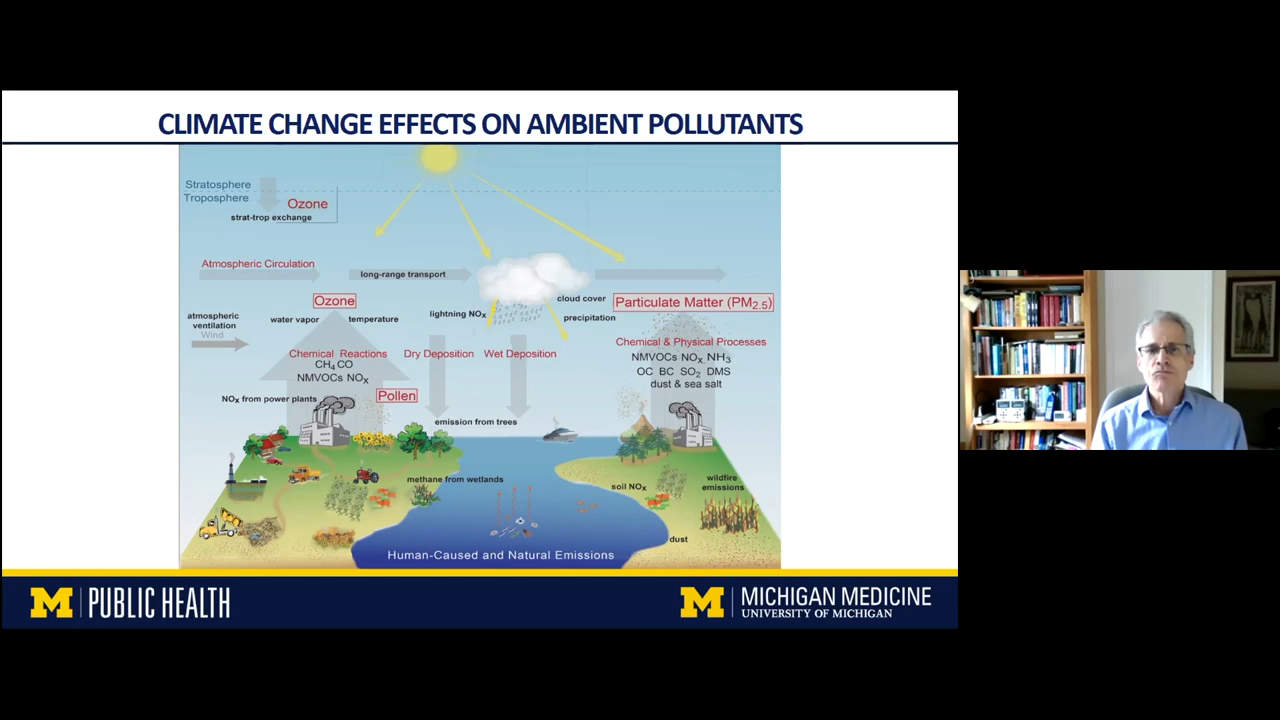 CLIMATE CHANGE EFFECTS ON AMBIENT POLLUTANTS
Stratosphere
Troposphere
Ozone
strat-trop exchange
Atmospheric Circulation
long-range transport
Ozone
cloud cover
Particulate Matter (PM2.5)
atmospheric
ventilation
Wind
water vapor
temperature
lightning NOx
precipitation
Chemical Reactions
CH4 CO
NMVOCs NOx
Dry Deposition
Wet Deposition
Chemical & Physical Processes
NMVOCs NOx NH3
OC BC SO2 DMS
dust & sea salt
NOx from power plants
Pollen
emission from trees
methane from wetlands
soil NOx
wildfire
emissions
dust
Human-Caused and Natural Emissions
M PUBLIC HEALTH
M MICHIGAN MEDICINE
UNIVERSITY OF MICHIGAN